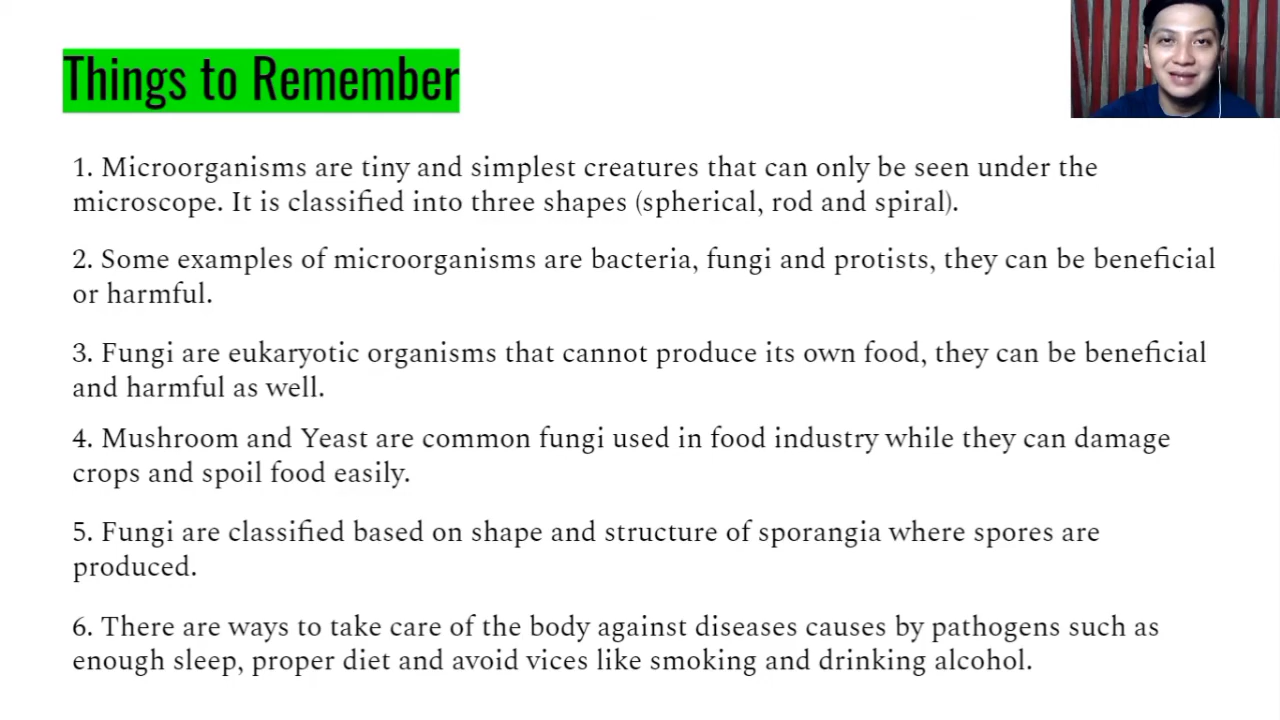 Things to Remember
1. Microorganisms are tiny and simplest creatures that can only be seen under the
microscope. It is classified into three shapes (spherical, rod and spiral).
2. Some examples of microorganisms are bacteria, fungi and protists, they can be beneficial
or harmful.
3. Fungi are eukaryotic organisms that cannot produce its own food, they can be beneficial
and harmful as well.
4. Mushroom and Yeast are common fungi used in food industry while they can damage
crops and spoil food easily.
5. Fungi are classified based on shape and structure of sporangia where spores are
produced.
6. There are ways to take care of the body against diseases causes by pathogens such as
enough sleep, proper diet and avoid vices like smoking and drinking alcohol.